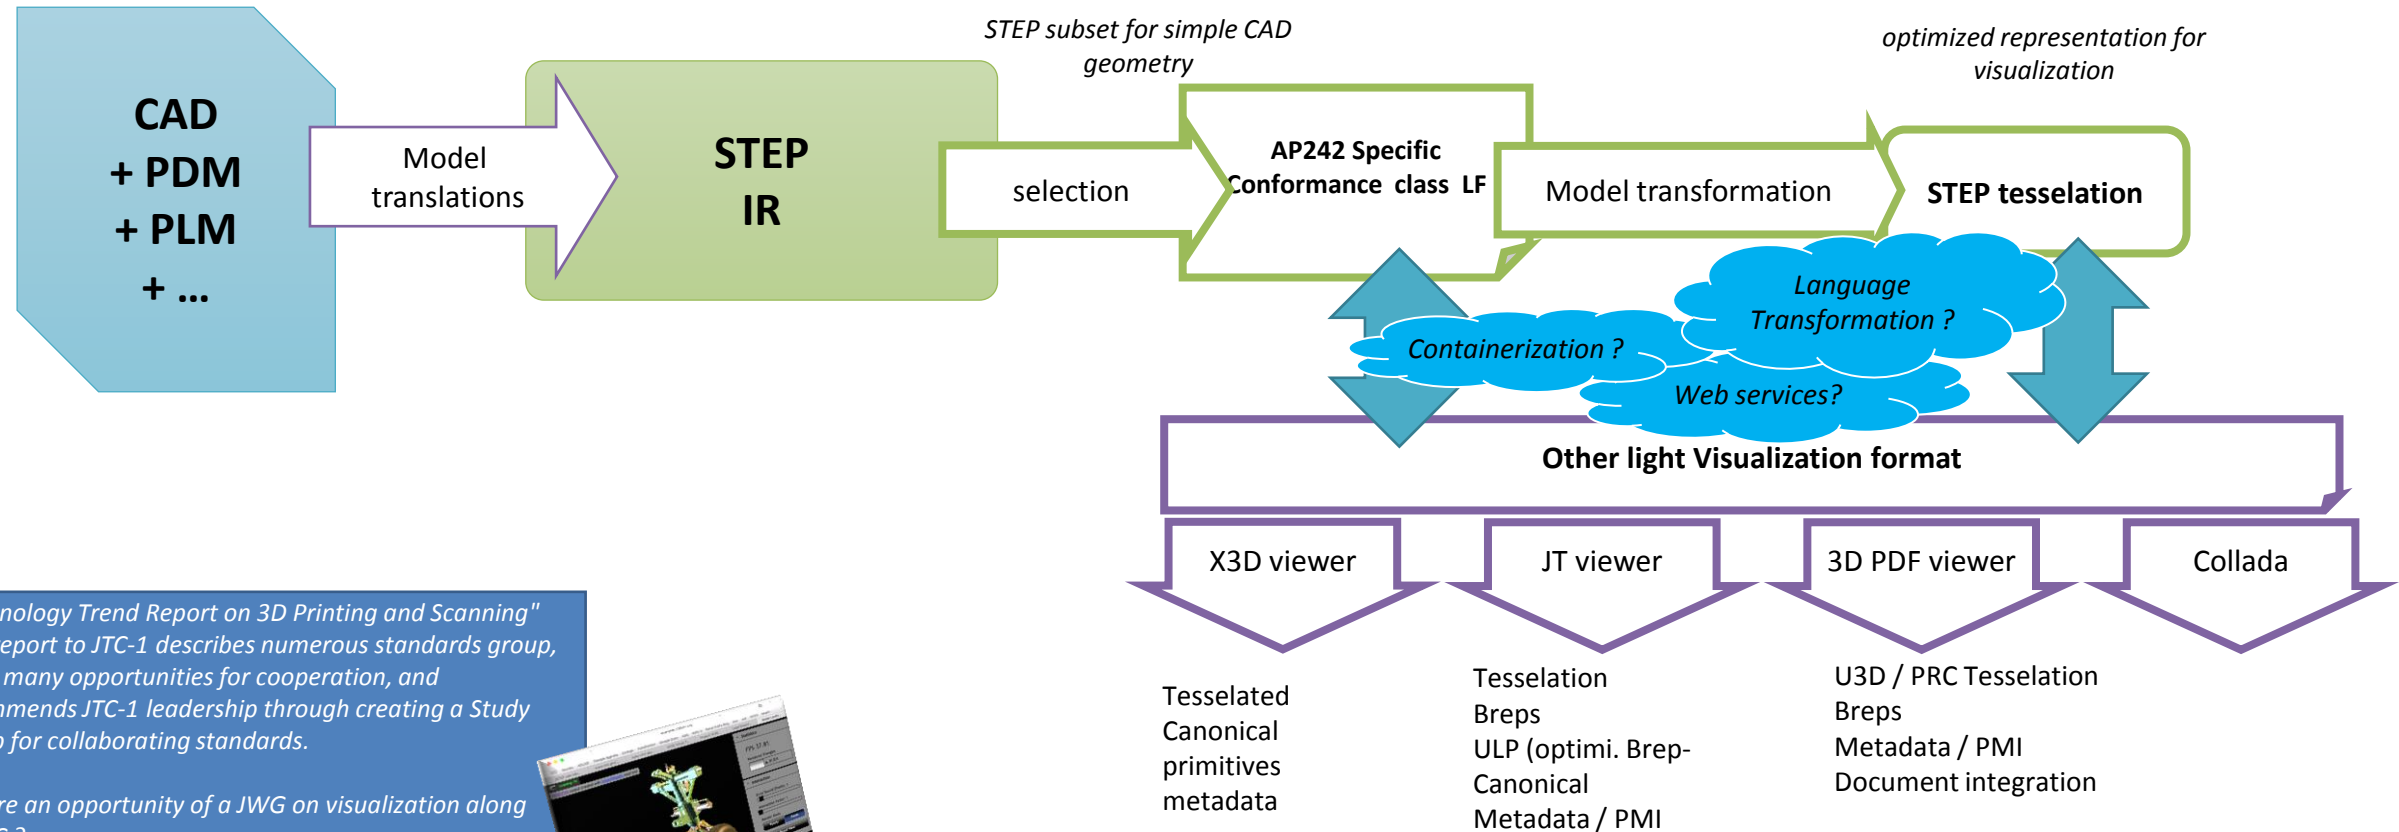 CAD
+ PDM
+ PLM
+ ...
Model
translations
STEP
IR
STEP subset for simple CAD
geometry
selection
AP242 Specific
Conformance class LF
Model transformation
optimized representation for
visualization
STEP tesselation
Language
Transformation ?
Containerization ?
Web services?
Other light Visualization format
X3D viewer
JT viewer
3D PDF viewer
Collada
Tesselated
Canonical
primitives
metadata
Tesselation
Breps
ULP (optimi. Brep-
Canonical
Metadata / PMI
U3D / PRC Tesselation
Breps
Metadata / PMI
Document integration
nology Trend Report on 3D Printing and Scanning"
eport to JTC-1 describes numerous standards group,
many opportunities for cooperation, and
nmends JTC-1 leadership through creating a Study
for collaborating standards.
re an opportunity of a JWG on visualization along